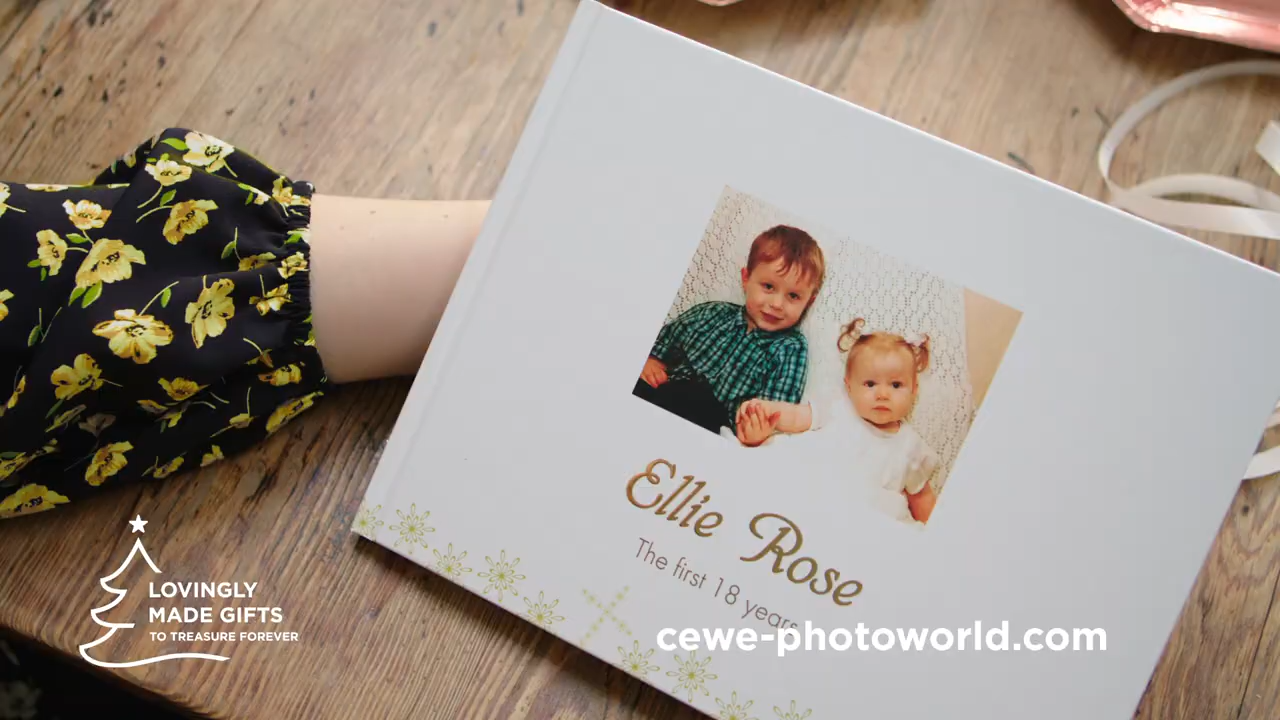 Ellie Rose
The first 18 years
LOVINGLY
MADE GIFTS
TO TREASURE FOREVER
cewe-photoworld.com